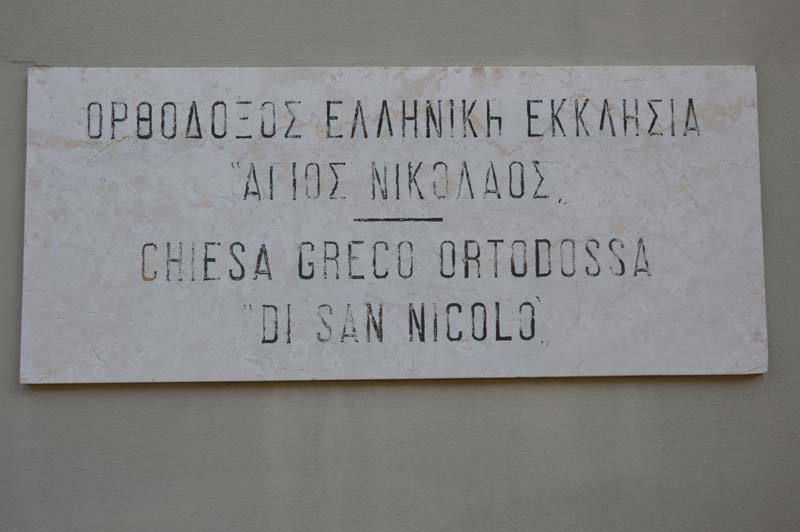 ΟΡΘΟΔΟΞΟΣ ΕΛΛΗΝΙΚΗ ΕΚΚΛΗΣΙΑ
"ΑΓΙΟΣ ΝΙΚΟΛΑΟΣ„
CHIESA GRECO ORTODOSSA
"DI SAN NICOLÒ„